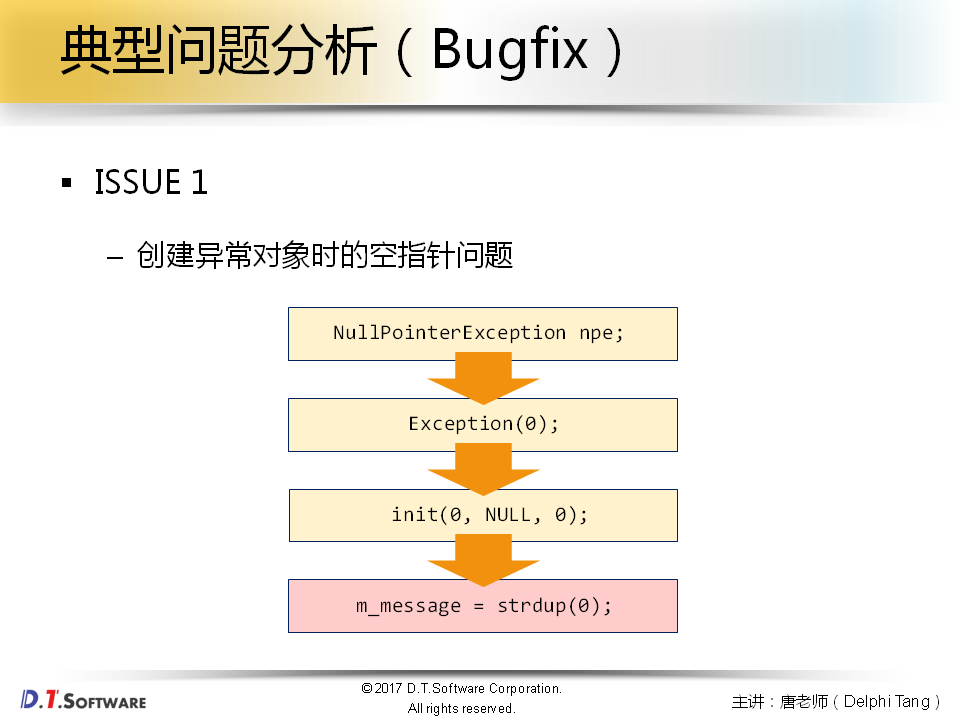 典型问题分析（Bugfix）
▪ ISSUE 1
– 创建异常对象时的空指针问题
NullPointerException npe;
Exception(0);
init(0, NULL, 0);
m_message = strdup(0);
D.T.SOFTWARE
©2017 D.T.Software Corporation.
All rights reserved.
主讲：唐老师（Delphi Tang）